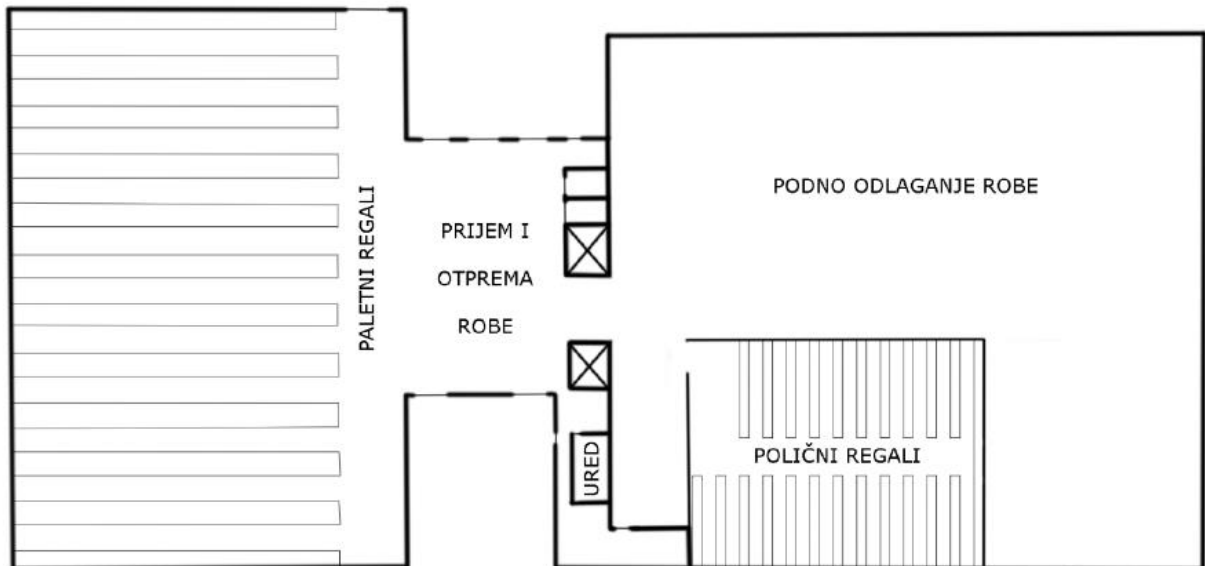 PALETNI REGALI
PRIJEM I
OTPREMA
ROBE
PODNO ODLAGANJE ROBE
URED
POLIČNI REGALI